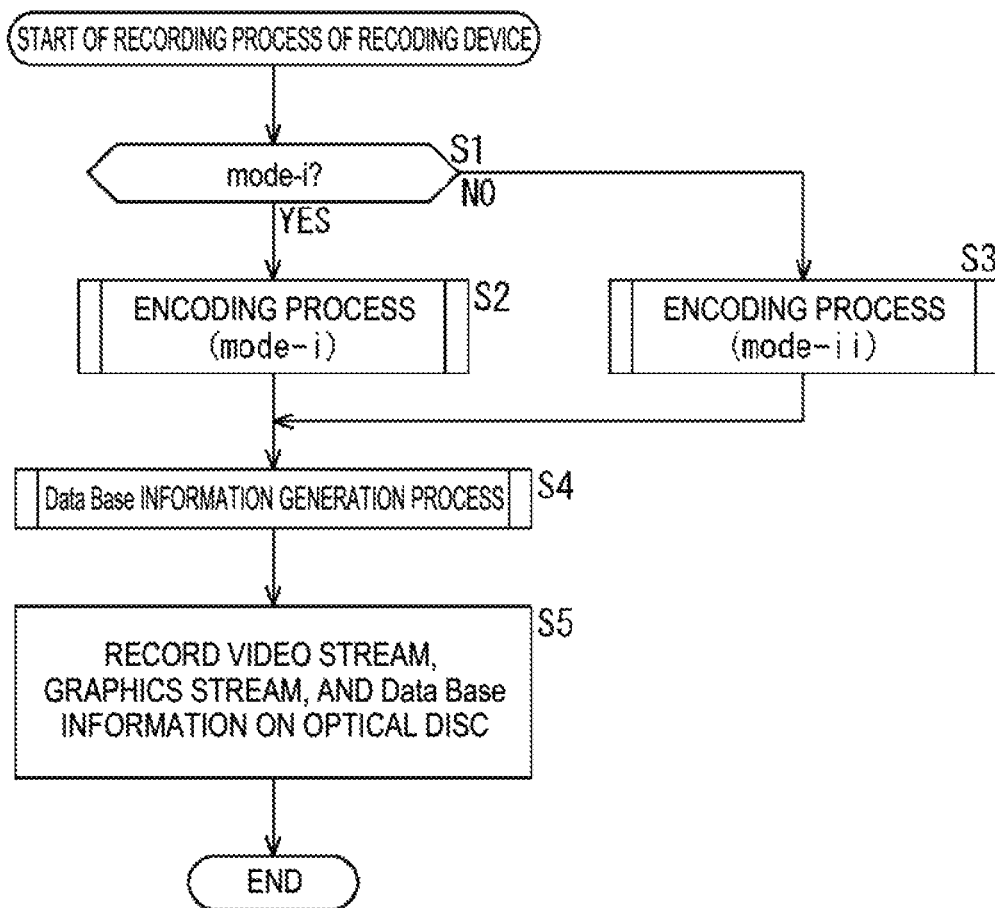 START OF RECORDING PROCESS OF RECODING DEVICE
mode-i?
S1
NO
YES
ENCODING PROCESS
(mode-i)
S2
ENCODING PROCESS
(mode-ii)
S3
Data Base INFORMATION GENERATION PROCESS
S4
RECORD VIDEO STREAM,
GRAPHICS STREAM, AND Data Base
INFORMATION ON OPTICAL DISC
S5
END